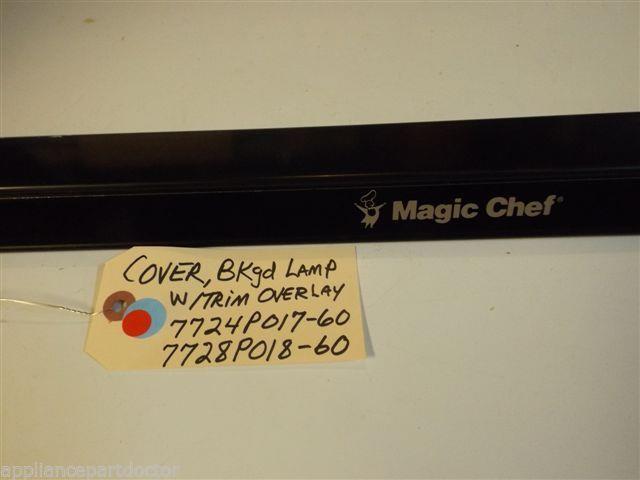 Magic Chef®
COVER, BKgd LAMP
W/TRIM OVERLAY
7724P017-60
7728P018-60
appliancepartdoctor